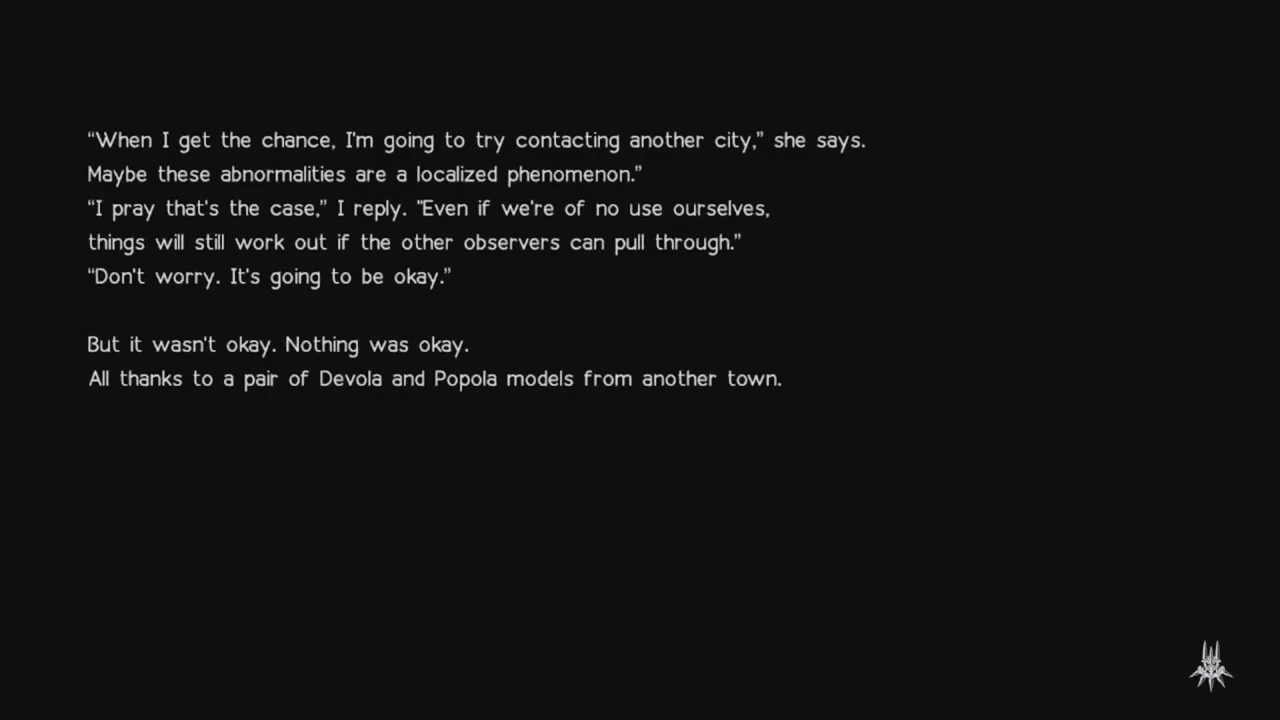 “When I get the chance, I'm going to try contacting another city,” she says.
Maybe these abnormalities are a localized phenomenon.”
“I pray that's the case,” I reply. "Even if we're of no use ourselves,
things will still work out if the other observers can pull through.”
“Don't worry. It's going to be okay.”
But it wasn't okay. Nothing was okay.
All thanks to a pair of Devola and Popola models from another town.